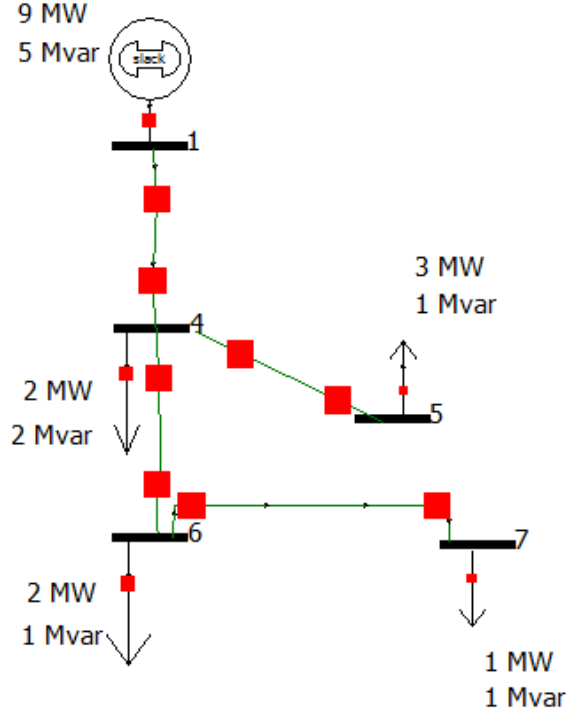 9 MW
5 Mvar
slack
1
3 MW
1 Mvar
4
2 MW
2 Mvar
5
6
7
2 MW
1 Mvar
1 MW
1 Mvar